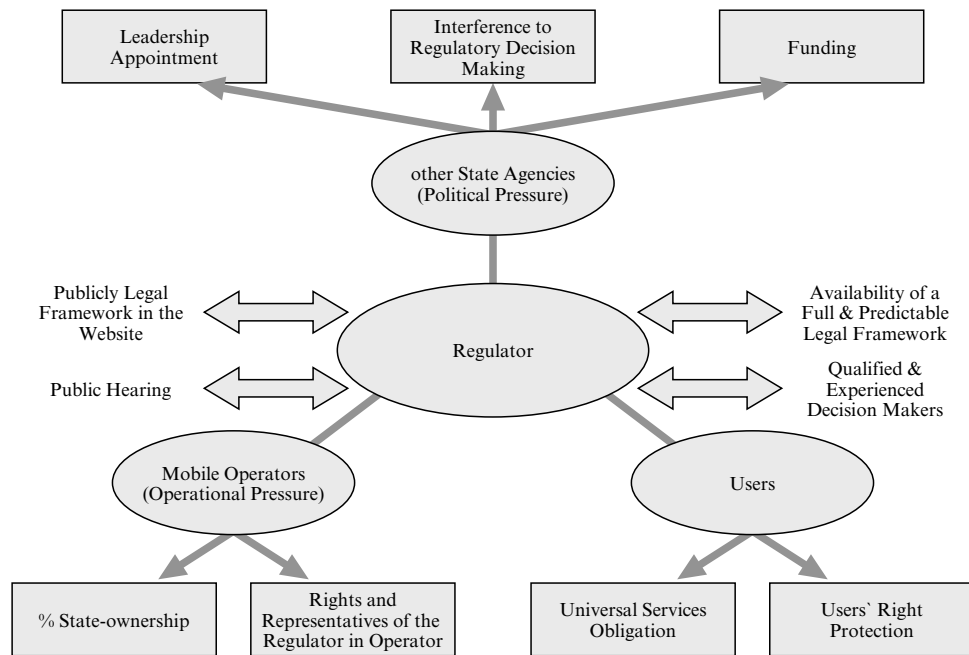 Leadership
Appointment
Interference to
Regulatory Decision
Making
Funding
other State Agencies
(Political Pressure)
Publicly Legal
Framework in the
Website
Availability of a
Full & Predictable
Legal Framework
Regulator
Public Hearing
Qualified &
Experienced
Decision Makers
Mobile Operators
(Operational Pressure)
Users
% State-ownership
Rights and
Representatives of the
Regulator in Operator
Universal Services
Obligation
Users` Right
Protection